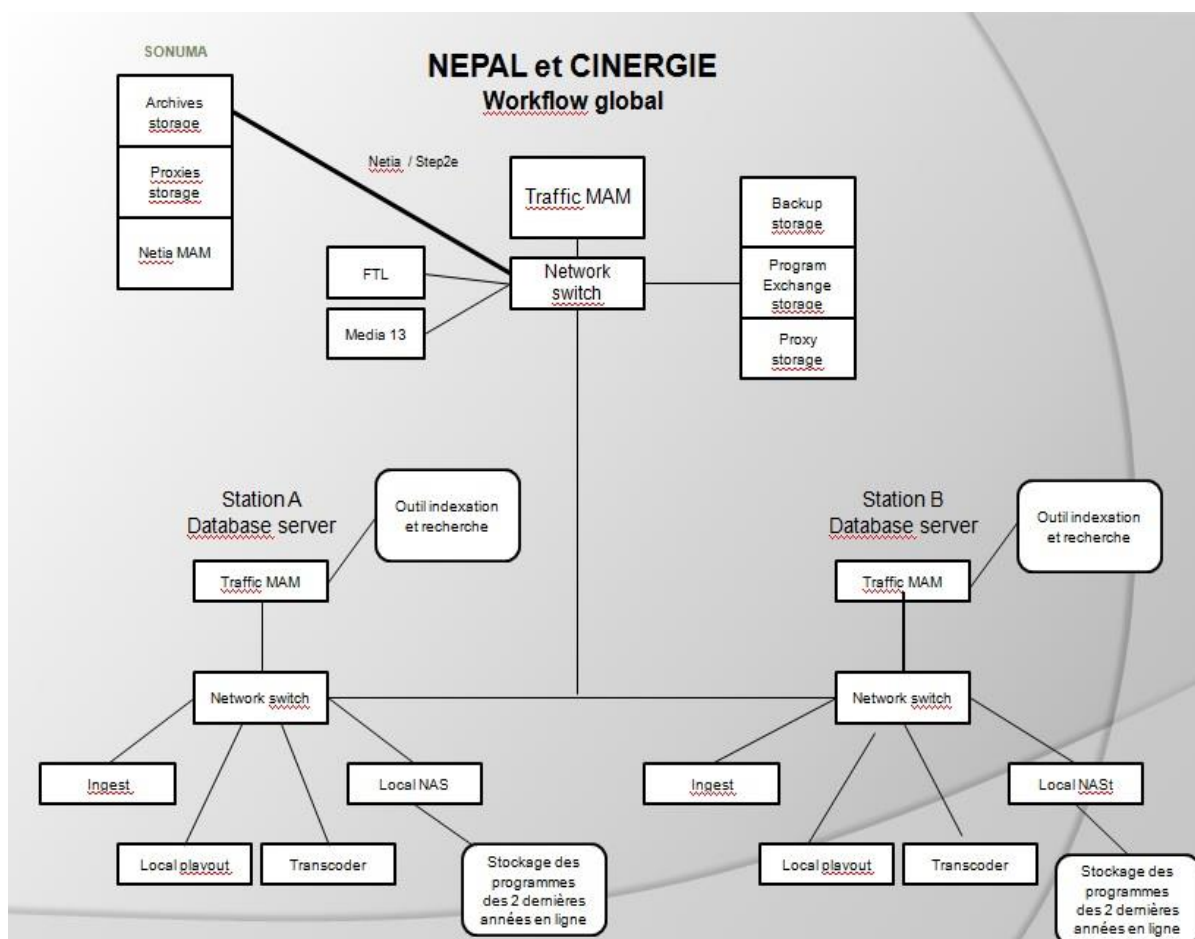 SONUMA
NEPAL et CINERGIE
Workflow global
Archives
storage
Proxies
storage
Netia MAM
Netia / Step2e
Traffic MAM
Network
switch
FTL
Media 13
Backup
storage
Program
Exchange
storage
Proxy
storage
Station A
Database server
Outil indexation
et recherche
Traffic MAM
Network switch
Ingest
Local NAS
Local playout
Transcoder
Stockage des
programmes
des 2 dernières
années en ligne
Station B
Database server
Outil indexation
et recherche
Traffic MAM
Network switch
Ingest
Local NASt
Local playout
Transcoder
Stockage des
programmes
des 2 dernières
années en ligne